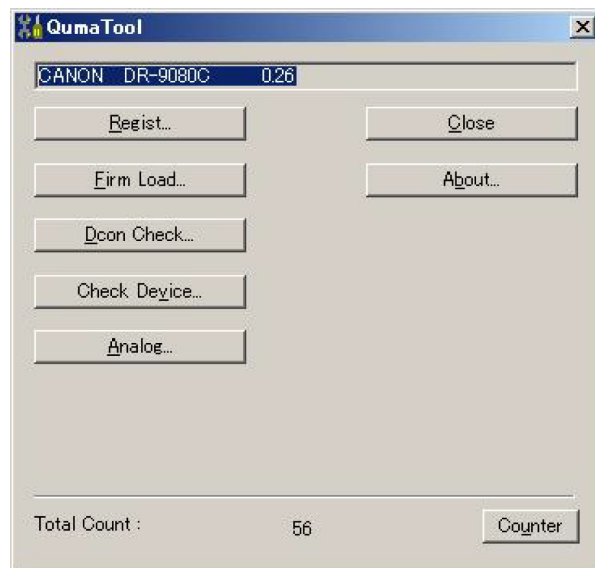 QumaTool
CANON DR-9080C 0.26
Regist...
Close
Firm Load...
About...
Dcon Check...
Check Device...
Analog...
Total Count : 56
Counter